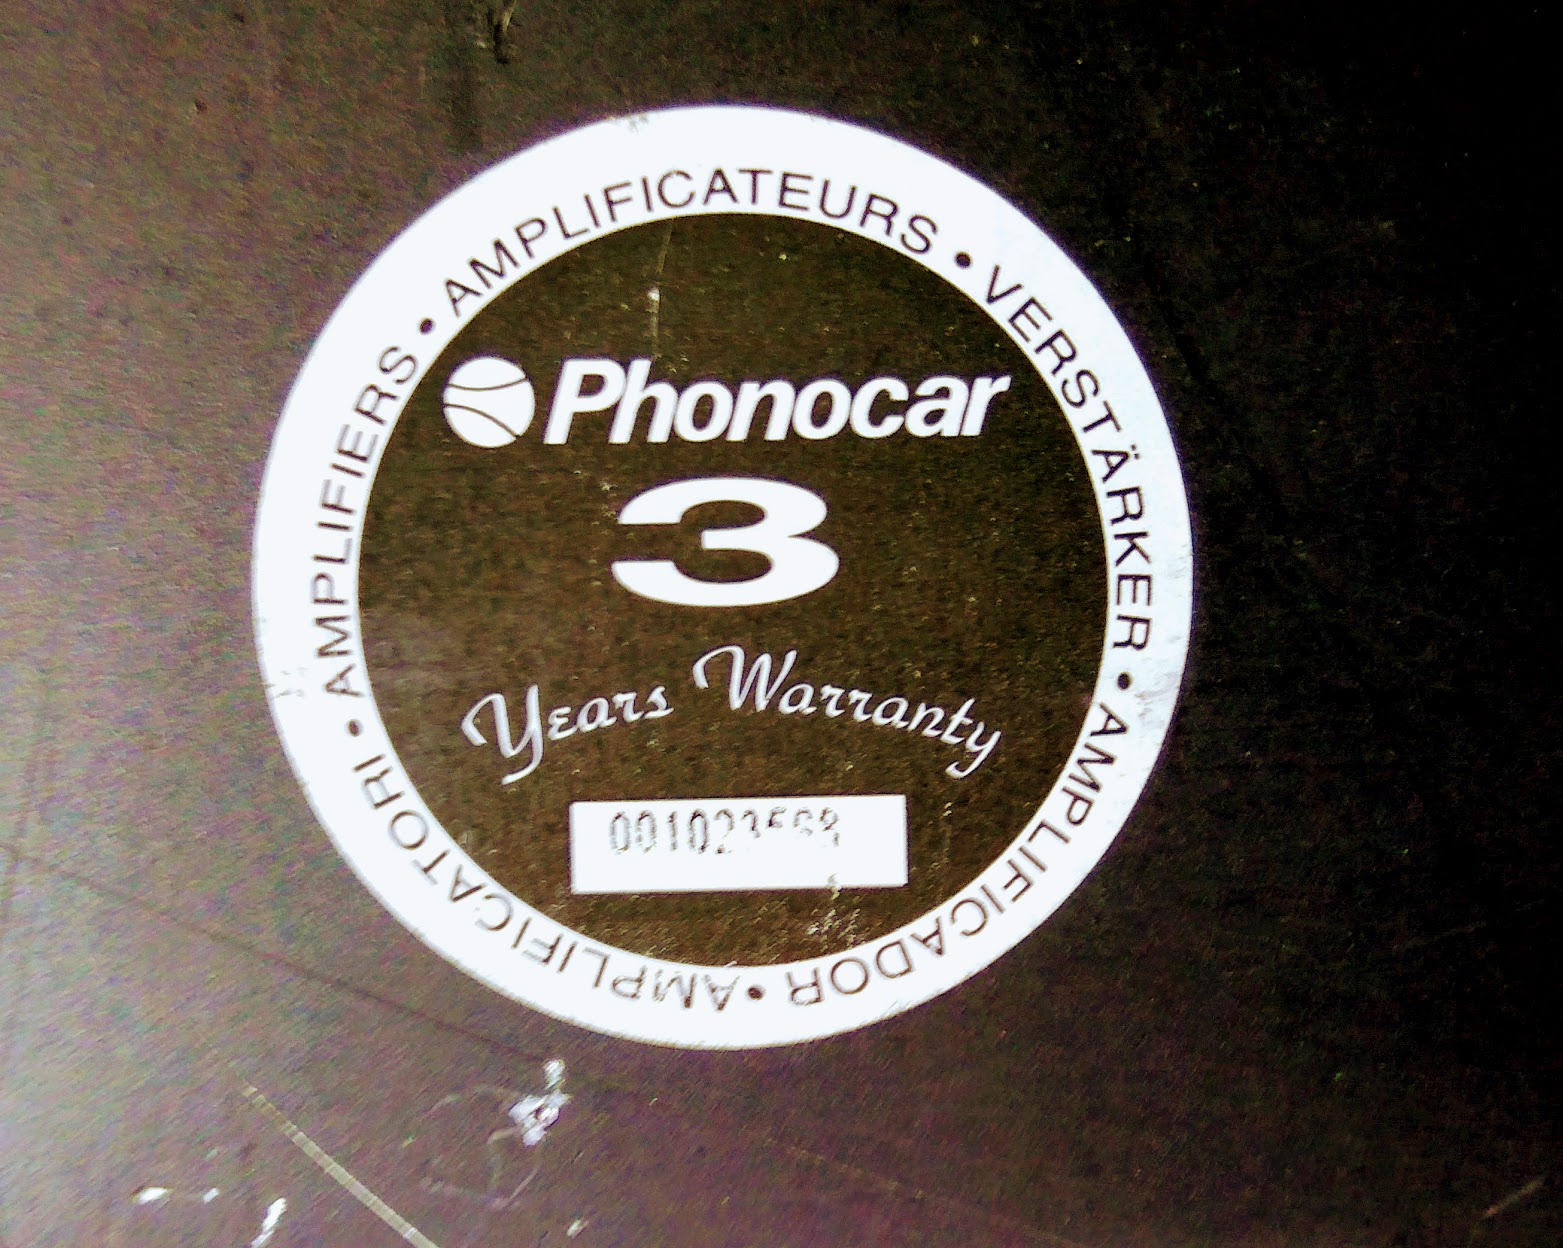 AMPLIFIERS • AMPLIFICATEURS • VERSTÄRKER • AMPLIFICADOR • AMPLIFICATORI •
Phonocar
3
Years Warranty